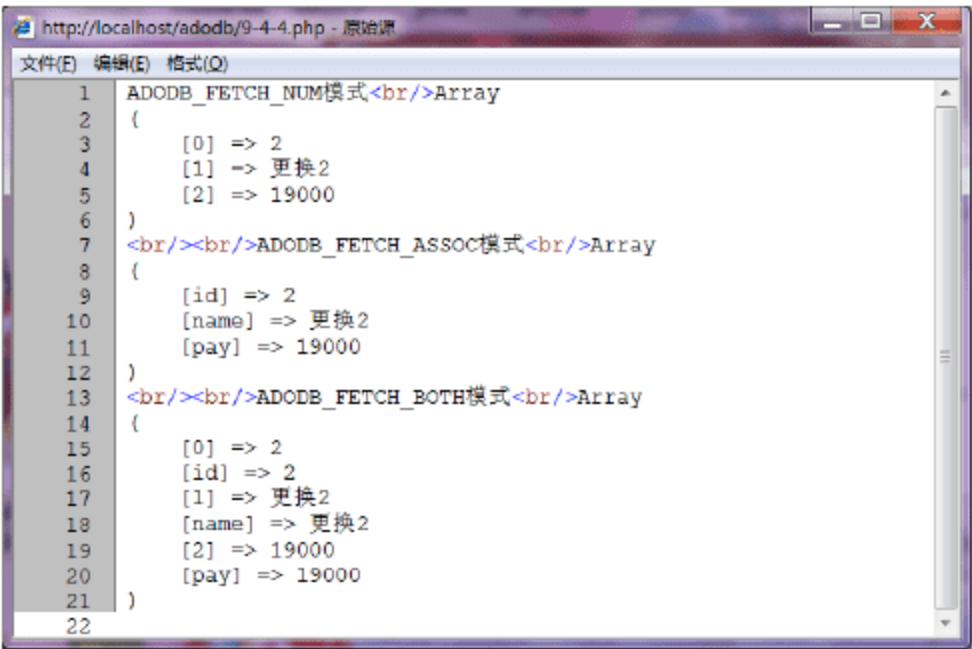 http://localhost/adodb/9-4-4.php - 原始源
文件(F) 编辑(E) 格式(O)
1 ADODB_FETCH_NUM模式<br/>Array
2 (
3 [0] => 2
4 [1] => 更换2
5 [2] => 19000
6 )
7 <br/><br/>ADODB_FETCH_ASSOC模式<br/>Array
8 (
9 [id] => 2
10 [name] => 更换2
11 [pay] => 19000
12 )
13 <br/><br/>ADODB_FETCH_BOTH模式<br/>Array
14 (
15 [0] => 2
16 [id] => 2
17 [1] => 更换2
18 [name] => 更换2
19 [2] => 19000
20 [pay] => 19000
21 )
22